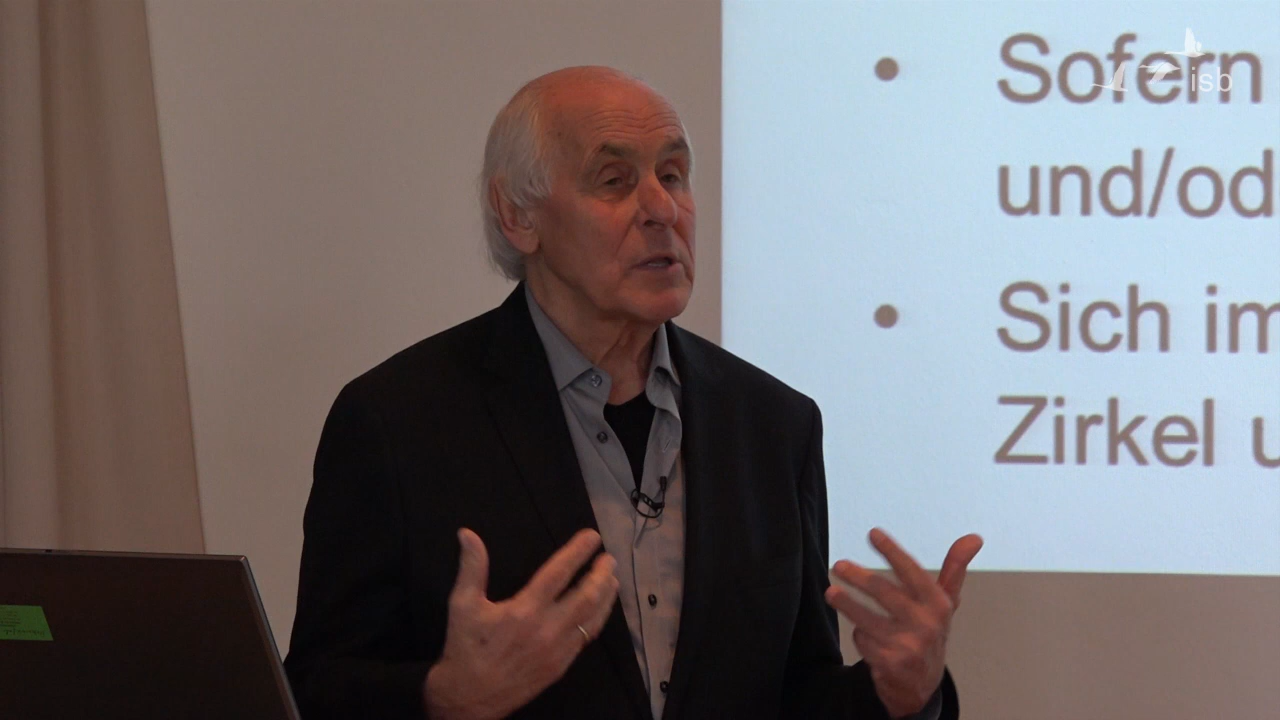 Sofern
isb
und/od
Sich im
Zirkel u